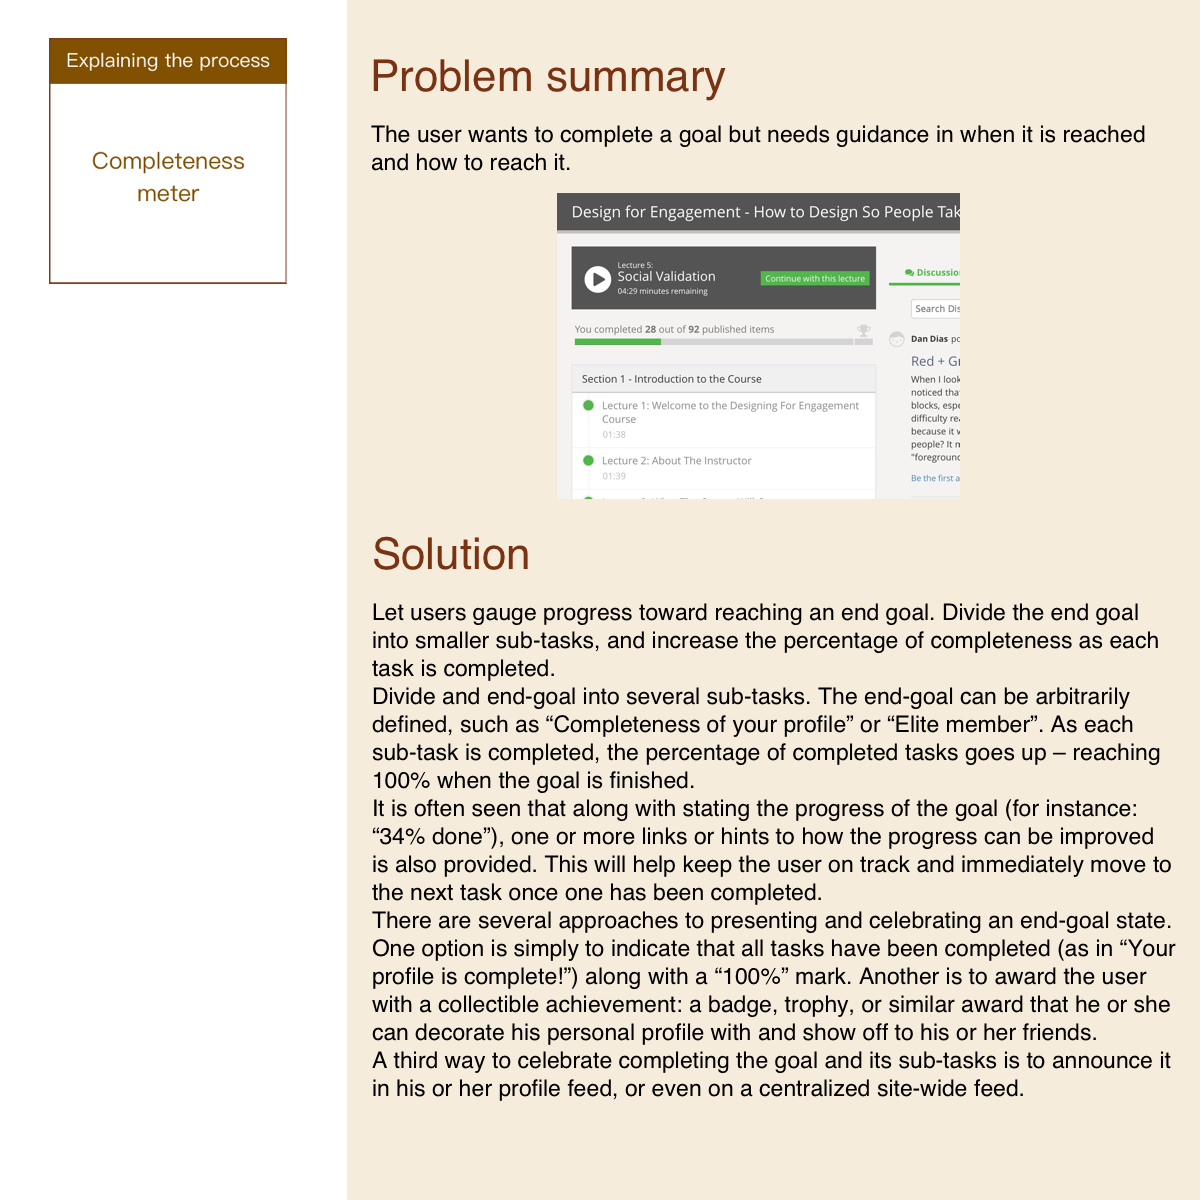 Explaining the process
Completeness
meter
Problem summary
The user wants to complete a goal but needs guidance in when it is reached
and how to reach it.
Design for Engagement - How to Design So People Tak
Lecture 5:
Social Validation
04:29 minutes remaining
Continue with this lecture
You completed 28 out of 92 published items
Section 1 - Introduction to the Course
Lecture 1: Welcome to the Designing For Engagement
Course
01:38
Lecture 2: About The Instructor
01:39
Discussio
Search Dis
Dan Dias po
Red + Gr
When I look
noticed tha
blocks, espe
difficulty rea
because it w
people? It m
"foreground
Be the first a
Solution
Let users gauge progress toward reaching an end goal. Divide the end goal
into smaller sub-tasks, and increase the percentage of completeness as each
task is completed.
Divide and end-goal into several sub-tasks. The end-goal can be arbitrarily
defined, such as “Completeness of your profile” or “Elite member”. As each
sub-task is completed, the percentage of completed tasks goes up – reaching
100% when the goal is finished.
It is often seen that along with stating the progress of the goal (for instance:
“34% done”), one or more links or hints to how the progress can be improved
is also provided. This will help keep the user on track and immediately move to
the next task once one has been completed.
There are several approaches to presenting and celebrating an end-goal state.
One option is simply to indicate that all tasks have been completed (as in “Your
profile is complete!”) along with a “100%” mark. Another is to award the user
with a collectible achievement: a badge, trophy, or similar award that he or she
can decorate his personal profile with and show off to his or her friends.
A third way to celebrate completing the goal and its sub-tasks is to announce it
in his or her profile feed, or even on a centralized site-wide feed.